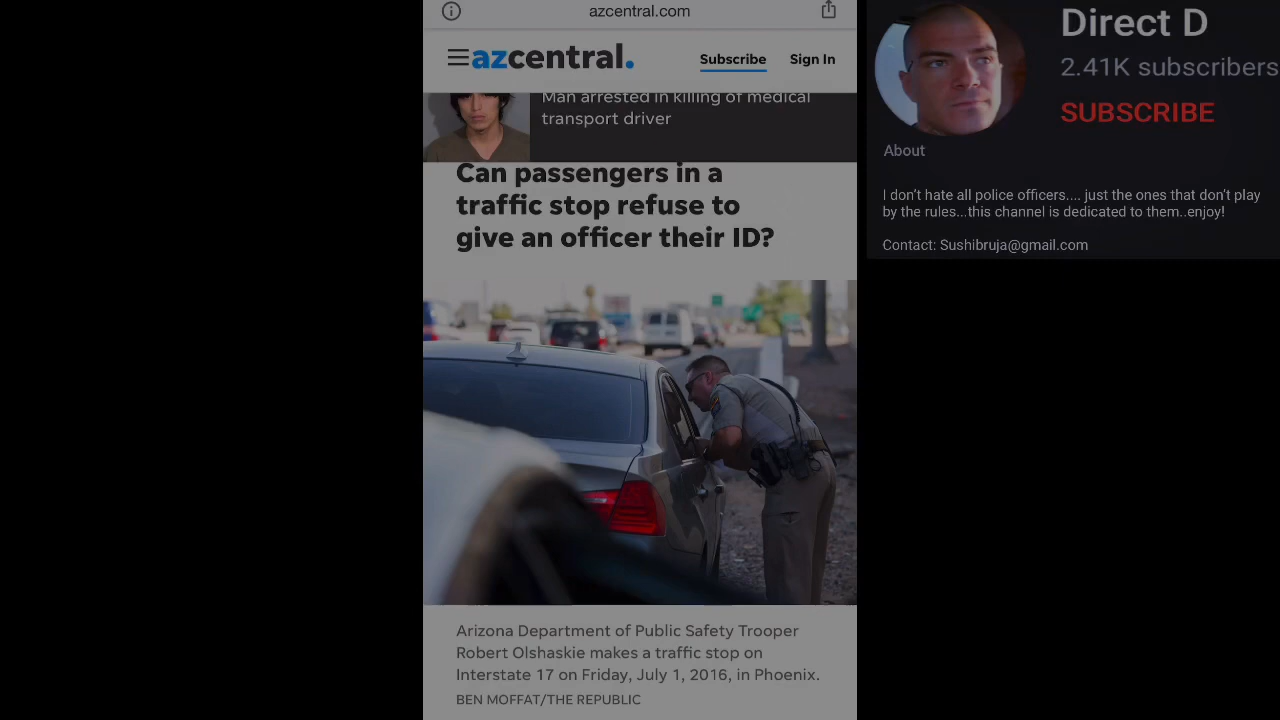 azcentral.com
azcentral.
Subscribe
Sign In
Man arrested in killing of medical
transport driver
Can passengers in a
traffic stop refuse to
give an officer their ID?
Arizona Department of Public Safety Trooper
Robert Olshaskie makes a traffic stop on
Interstate 17 on Friday, July 1, 2016, in Phoenix.
BEN MOFFAT/THE REPUBLIC
Direct D
2.41K subscribers
SUBSCRIBE
About
I don't hate all police officers.... just the ones that don't play
by the rules...this channel is dedicated to them..enjoy!
Contact: Sushibruja@gmail.com